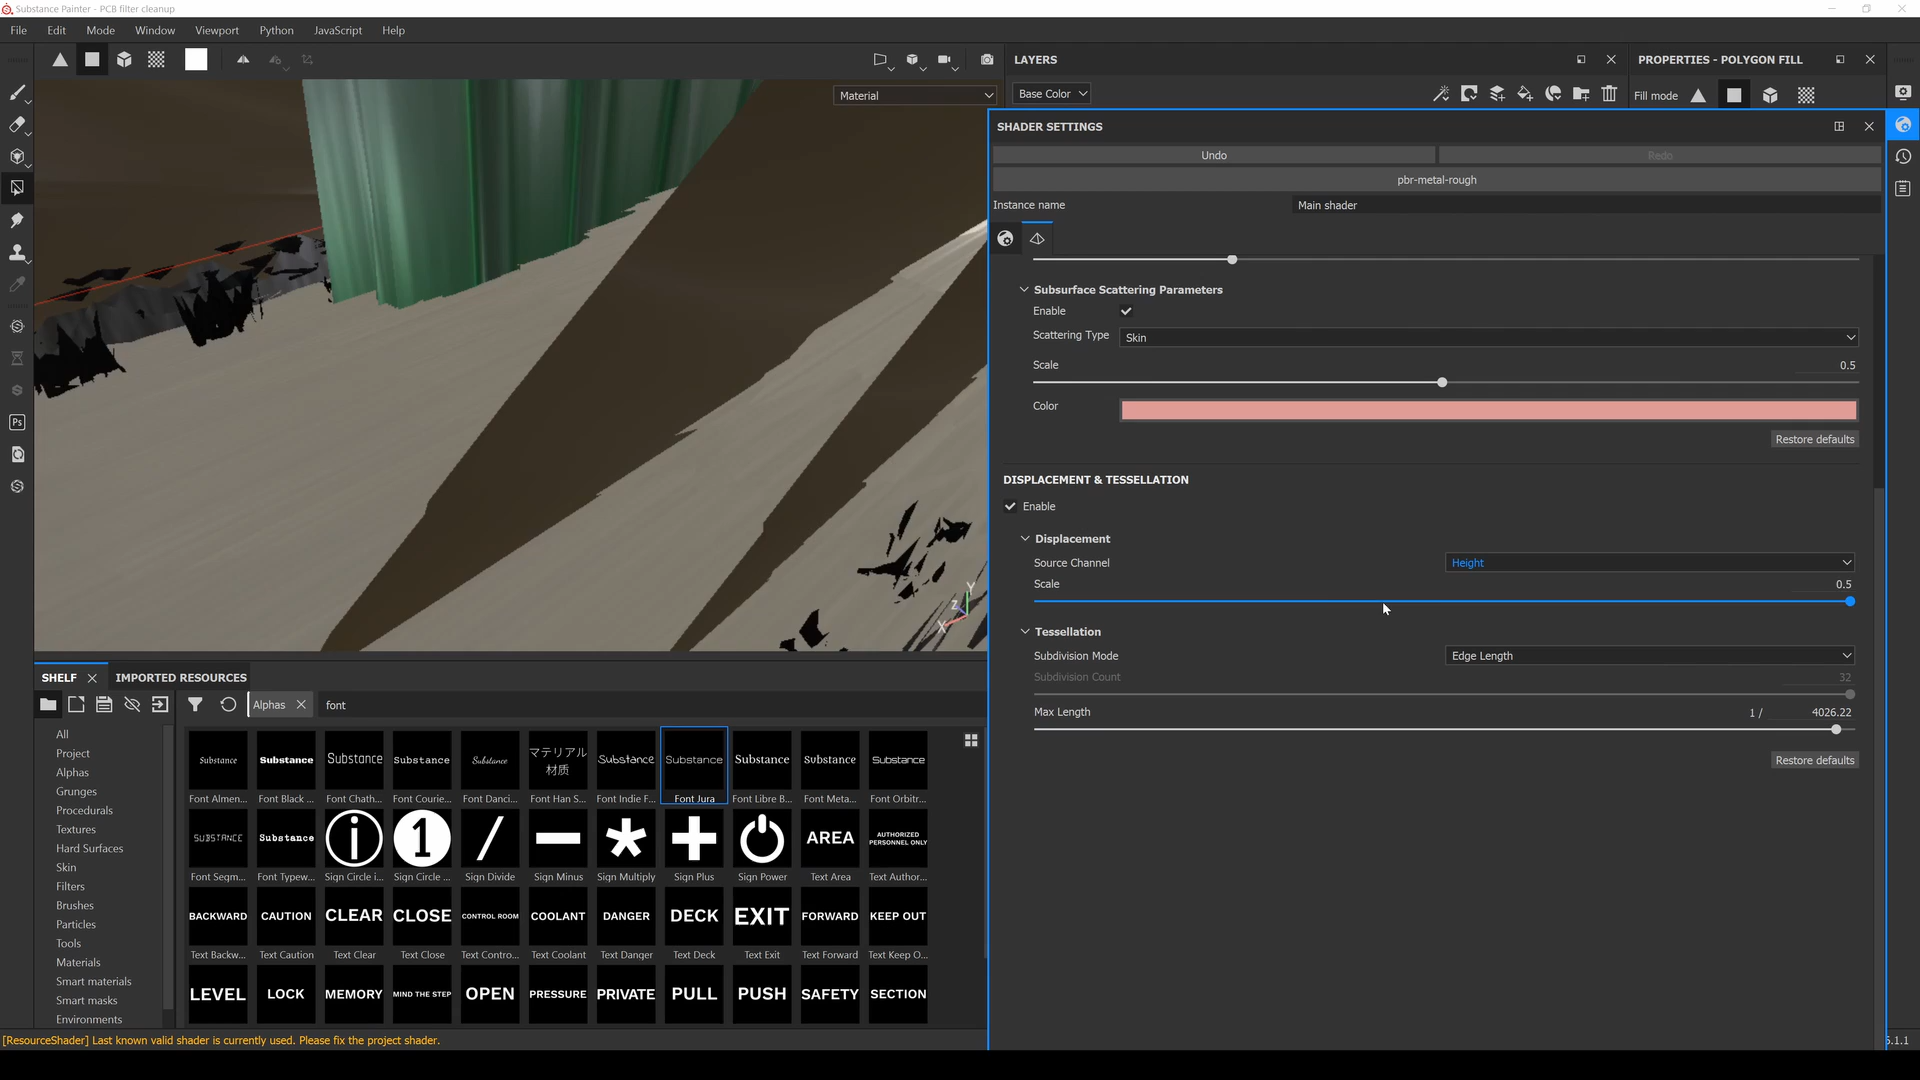 Substance Painter - PCB filter cleanup
File Edit Mode Window Viewport Python JavaScript Help
Material
LAYERS
Base Color
PROPERTIES - POLYGON FILL
Fill mode
SHADER SETTINGS
Undo Redo
pbr-metal-rough
Instance name Main shader
Subsurface Scattering Parameters
Enable
Scattering Type Skin
Scale 0.5
Color
Restore defaults
DISPLACEMENT & TESSELLATION
Enable
Displacement
Source Channel Height
Scale 0.5
Tessellation
Subdivision Mode Edge Length
Subdivision Count 32
Max Length 1 / 4026.22
Restore defaults
Y
Z
X
SHELF IMPORTED RESOURCES
Ps
Alphas font
All
Project
Alphas
Grunges
Procedurals
Textures
Hard Surfaces
Skin
Filters
Brushes
Particles
Tools
Materials
Smart materials
Smart masks
Environments
Substance Substance Substance Substance Substance マテリアル Substance Substance Substance Substance Substance
材质
Font Almen... Font Black ... Font Chath... Font Courie... Font Danci... Font Han S... Font Indie F... Font Jura Font Libre B... Font Meta... Font Orbitr...
SUBSTANCE Substance i 1 / AREA AUTHORIZED
PERSONNEL ONLY
Font Segm... Font Typew... Sign Circle i... Sign Circle ... Sign Divide Sign Minus Sign Multiply Sign Plus Sign Power Text Area Text Author...
BACKWARD CAUTION CLEAR CLOSE CONTROL ROOM COOLANT DANGER DECK EXIT FORWARD KEEP OUT
Text Backw... Text Caution Text Clear Text Close Text Contro... Text Coolant Text Danger Text Deck Text Exit Text Forward Text Keep O...
LEVEL LOCK MEMORY MIND THE STEP OPEN PRESSURE PRIVATE PULL PUSH SAFETY SECTION
[ResourceShader] Last known valid shader is currently used. Please fix the project shader.
.1.1